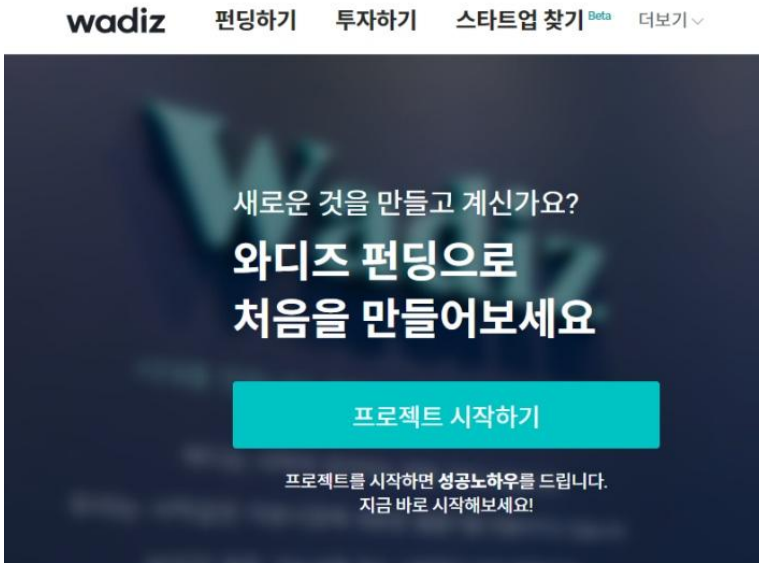 wadiz 펀딩하기 투자하기 스타트업 찾기 Beta 더보기
Wadiz
새로운 것을 만들고 계신가요?
와디즈 펀딩으로
처음을 만들어보세요
프로젝트 시작하기
프로젝트를 시작하면 성공노하우를 드립니다.
지금 바로 시작해보세요!